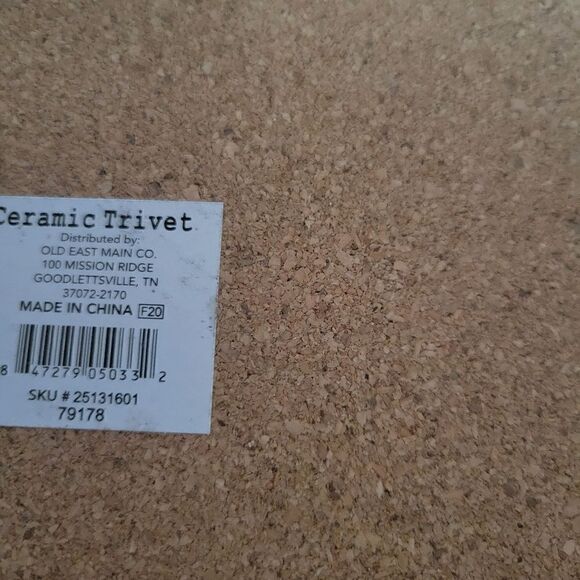 Ceramic Trivet
Distributed by:
OLD EAST MAIN CO.
100 MISSION RIDGE
GOODLETTSVILLE, TN
37072-2170
MADE IN CHINA F20
8 47279 05033 2
SKU # 25131601
79178